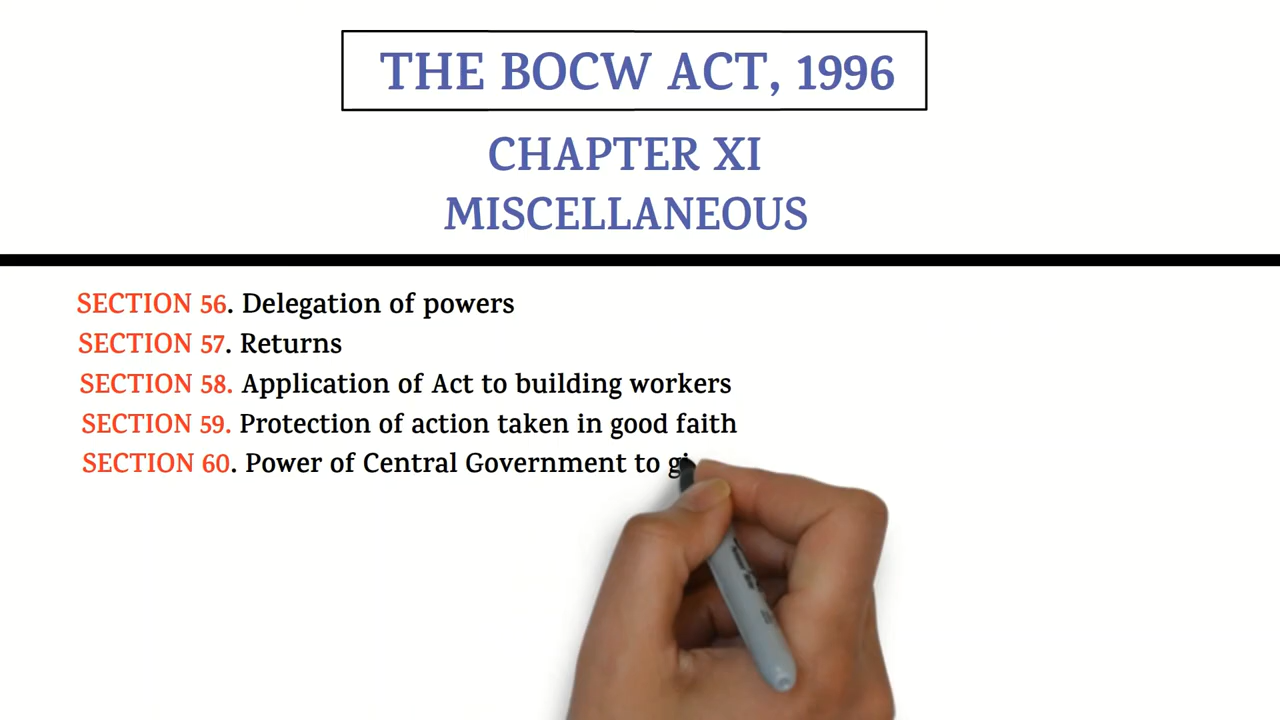 THE BOCW ACT, 1996
CHAPTER XI
MISCELLANEOUS
SECTION 56. Delegation of powers
SECTION 57. Returns
SECTION 58. Application of Act to building workers
SECTION 59. Protection of action taken in good faith
SECTION 60. Power of Central Government to